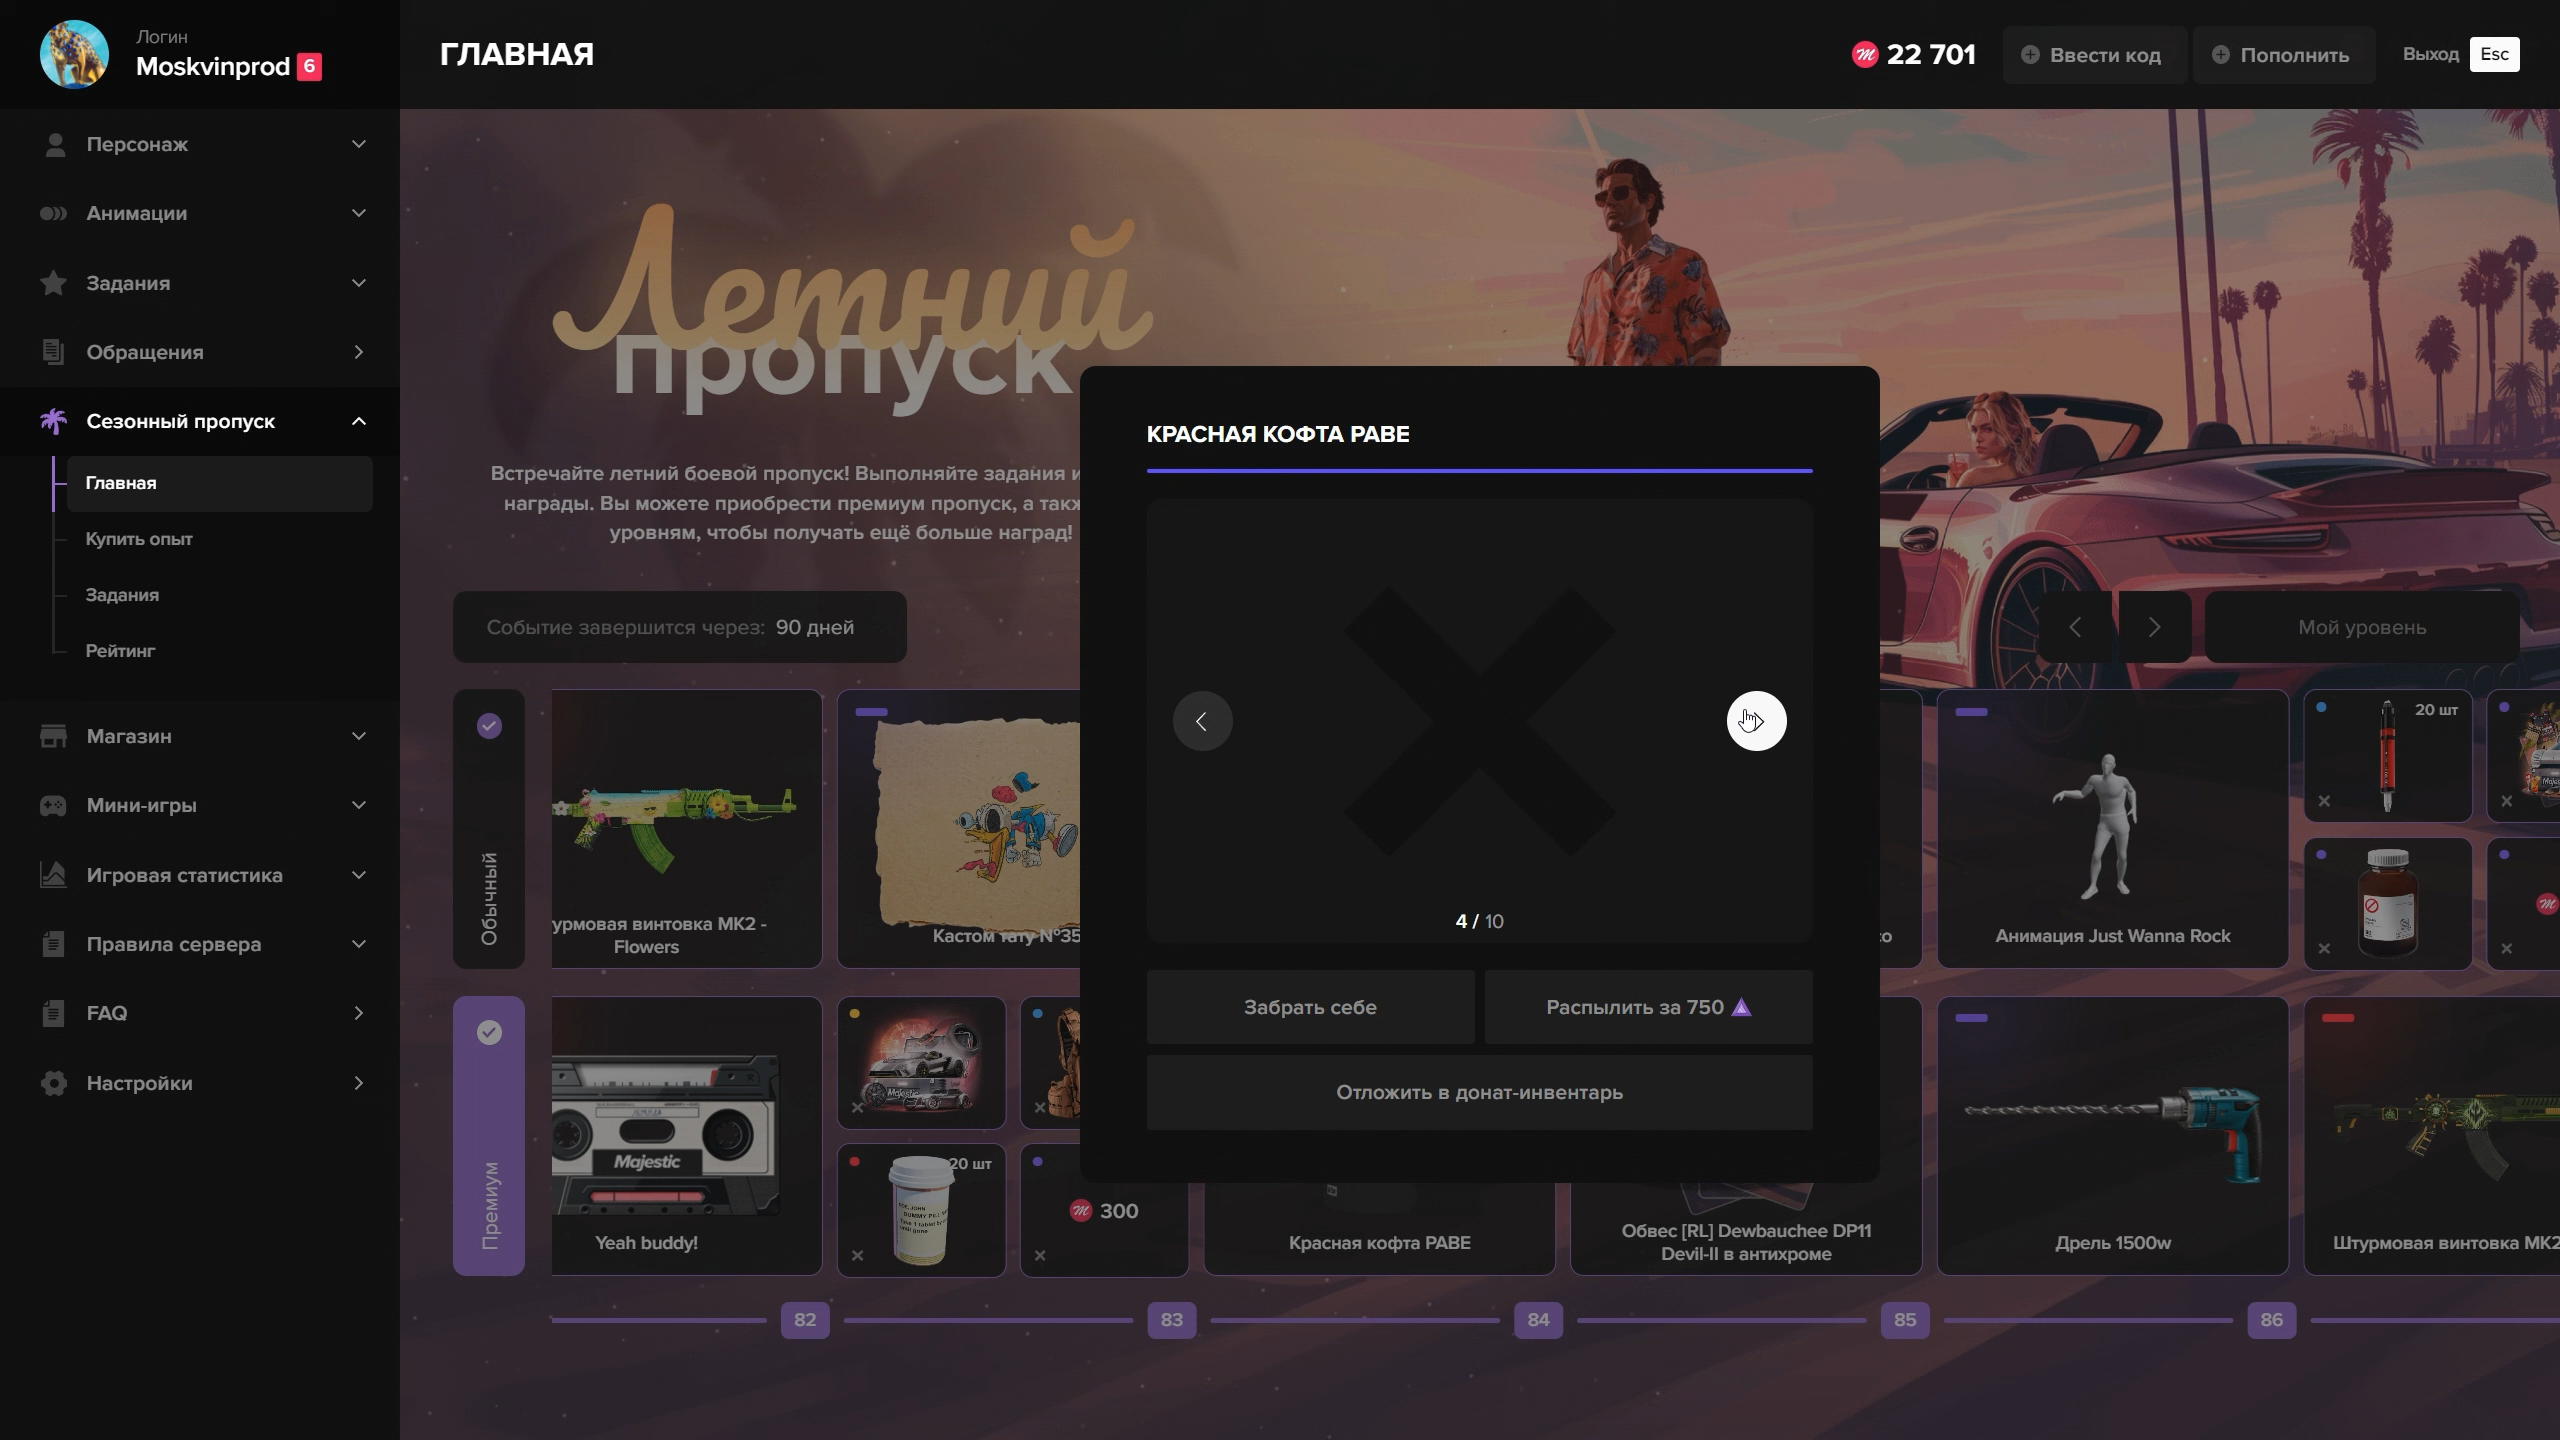 Логин
Moskvinprod 6
ГЛАВНАЯ
22 701
Ввести код
Пополнить
Выход
Esc
Персонаж
Анимации
Задания
Обращения
Сезонный пропуск
Главная
Купить опыт
Задания
Рейтинг
Магазин
Мини-игры
Игровая статистика
Правила сервера
FAQ
Настройки
Летний
пропуск
Встречайте летний боевой пропуск! Выполняйте задания и
награды. Вы можете приобрести премиум пропуск, а такж
уровням, чтобы получать ещё больше наград!
Событие завершится через: 90 дней
Мой уровень
КРАСНАЯ КОФТА PABE
4 / 10
Забрать себе
Распылить за 750
Отложить в донат-инвентарь
Обычный
урмовая винтовка MK2 -
Flowers
Кастом тату №35
Анимация Just Wanna Rock
20 шт
Премиум
Majestic
Yeah buddy!
Majestic
20 шт
300
Красная кофта PABE
Обвес [RL] Dewbauchee DP11
Devil-II в антихроме
Дрель 1500w
Штурмовая винтовка MK2
82
83
84
85
86